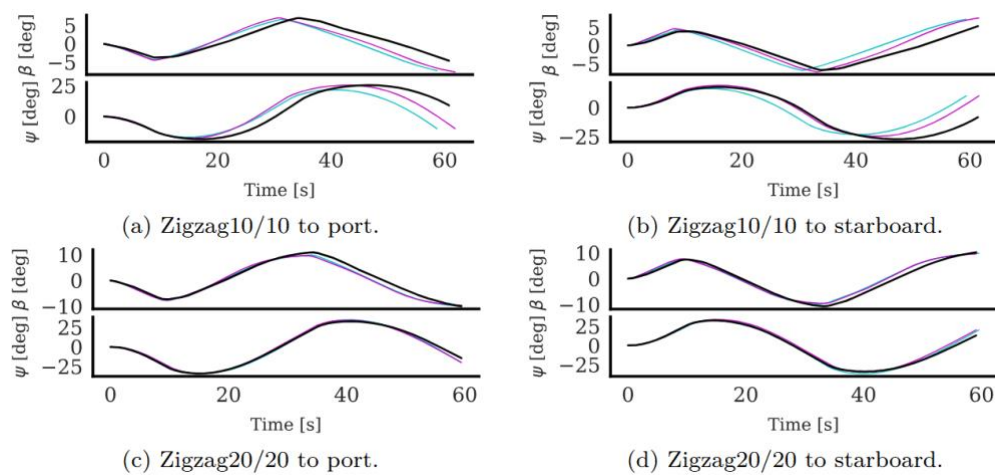 β [deg]
5
0
−5
ψ [deg]
25
0
0 20 40 60
Time [s]
(a) Zigzag10/10 to port.
β [deg]
5
0
−5
ψ [deg]
0
−25
0 20 40 60
Time [s]
(b) Zigzag10/10 to starboard.
β [deg]
10
0
−10
ψ [deg]
25
0
−25
0 20 40 60
Time [s]
(c) Zigzag20/20 to port.
β [deg]
10
0
−10
ψ [deg]
25
0
−25
0 20 40 60
Time [s]
(d) Zigzag20/20 to starboard.